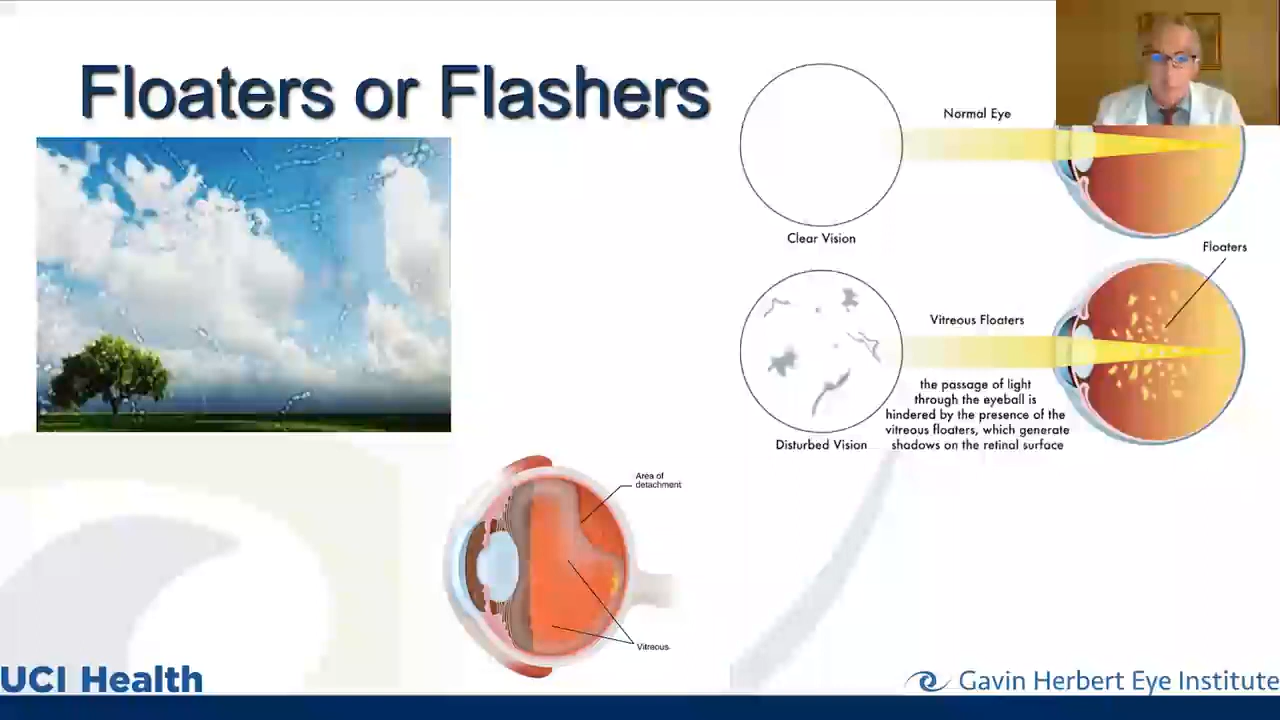 Floaters or Flashers
Normal Eye
Clear Vision
Floaters
Vitreous Floaters
the passage of light
through the eyeball is
hindered by the presence of the
vitreous floaters, which generate
shadows on the retinal surface
Disturbed Vision
Area of
detachment
Vitreous
UCI Health
Gavin Herbert Eye Institute